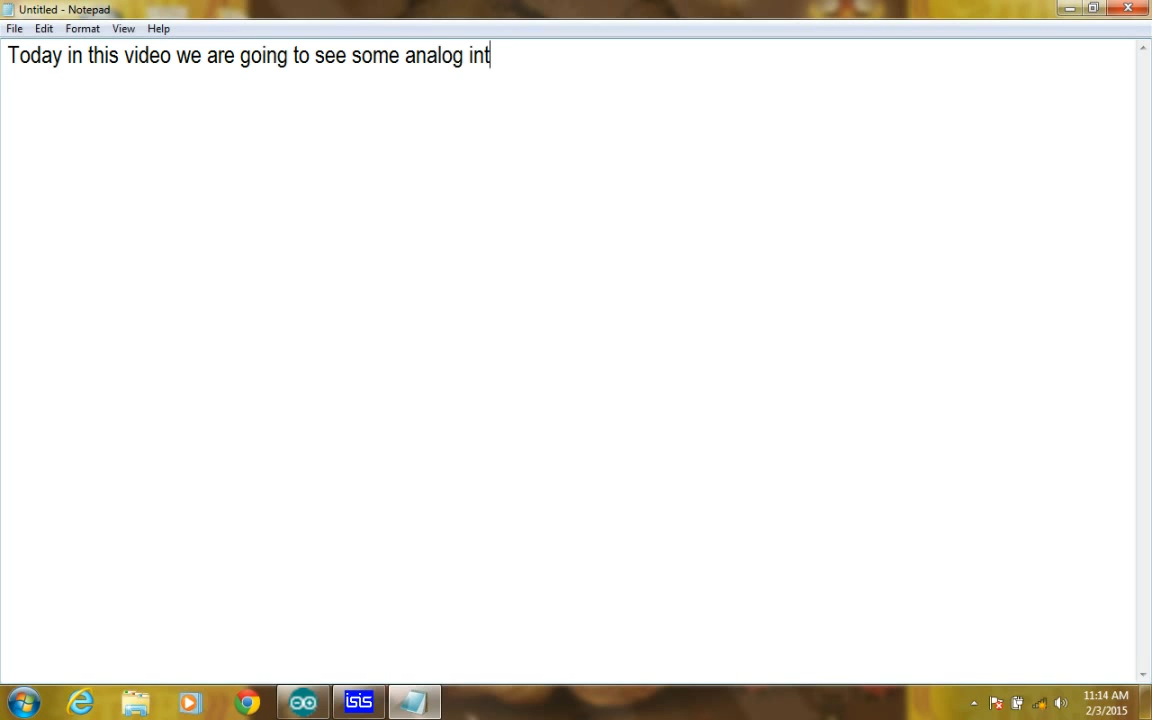 Untitled - Notepad
File Edit Format View Help
Today in this video we are going to see some analog int
isis
11:14 AM
2/3/2015